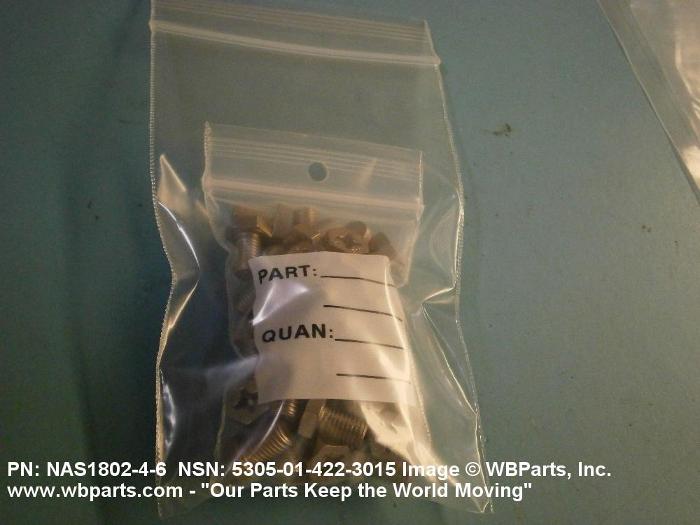 PART:
QUAN:
PN: NAS1802-4-6 NSN: 5305-01-422-3015 Image © WBParts, Inc.
www.wbparts.com - "Our Parts Keep the World Moving"